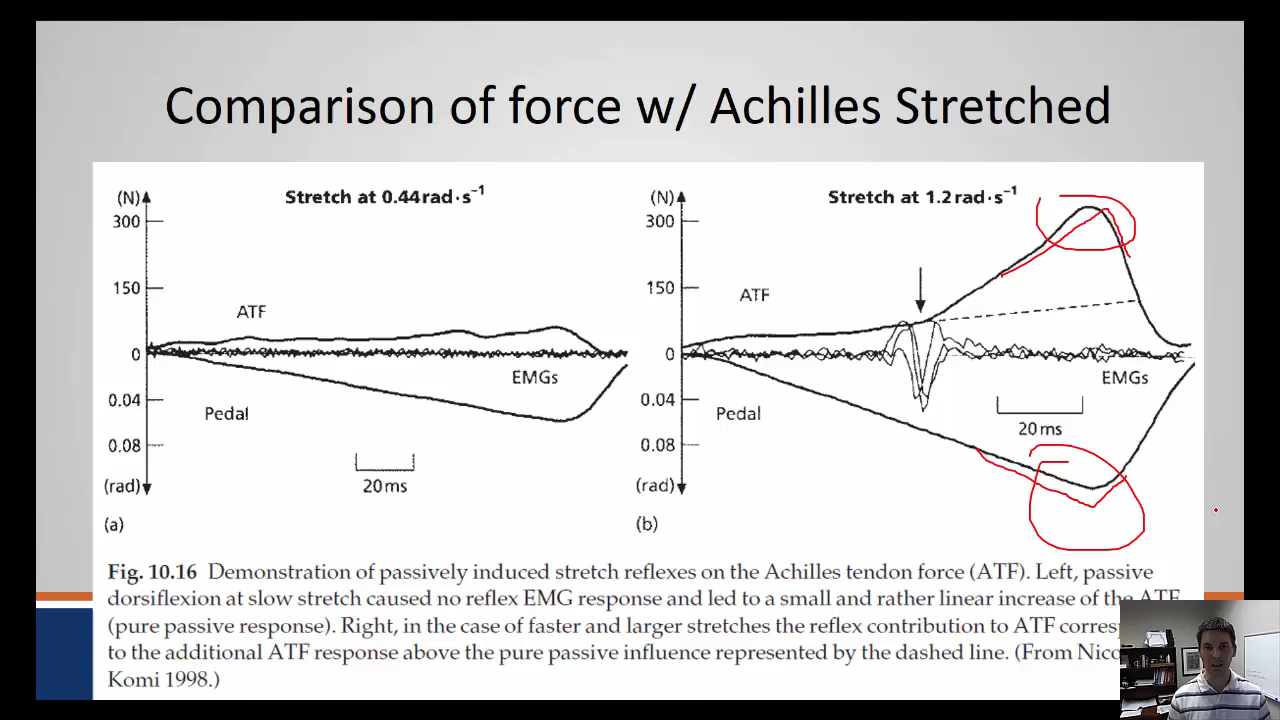 Comparison of force w/ Achilles Stretched
(N)
Stretch at 0.44 rad·s⁻¹
300
150
ATF
0
EMGs
0.04
Pedal
0.08
20 ms
(rad)
(a)
(N)
Stretch at 1.2 rad·s⁻¹
300
150
ATF
0
EMGs
0.04
Pedal
20 ms
0.08
(rad)
(b)
Fig. 10.16 Demonstration of passively induced stretch reflexes on the Achilles tendon force (ATF). Left, passive
dorsiflexion at slow stretch caused no reflex EMG response and led to a small and rather linear increase of the ATF
(pure passive response). Right, in the case of faster and larger stretches the reflex contribution to ATF corresp
to the additional ATF response above the pure passive influence represented by the dashed line. (From Nico
Komi 1998.)